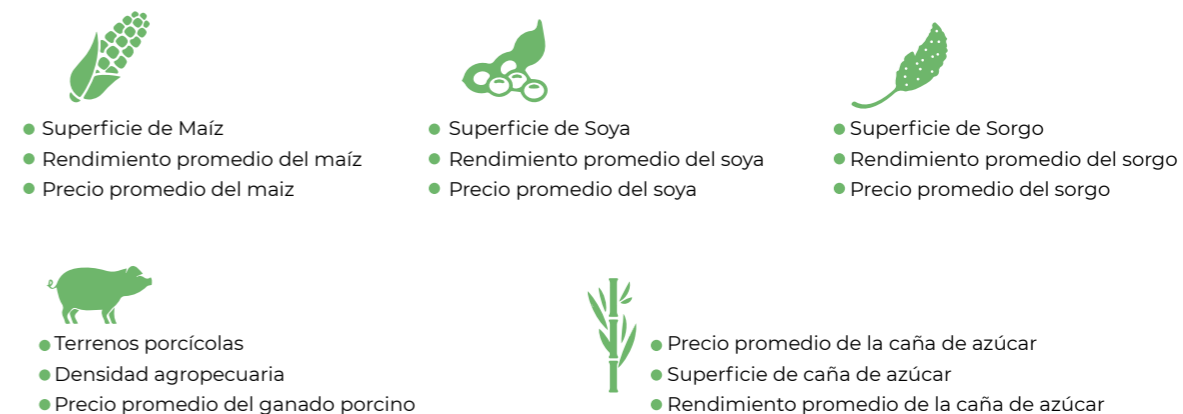 Superficie de Maíz
Rendimiento promedio del maíz
Precio promedio del maiz
Superficie de Soya
Rendimiento promedio del soya
Precio promedio del soya
Superficie de Sorgo
Rendimiento promedio del sorgo
Precio promedio del sorgo
Terrenos porcícolas
Densidad agropecuaria
Precio promedio del ganado porcino
Precio promedio de la caña de azúcar
Superficie de caña de azúcar
Rendimiento promedio de la caña de azúcar